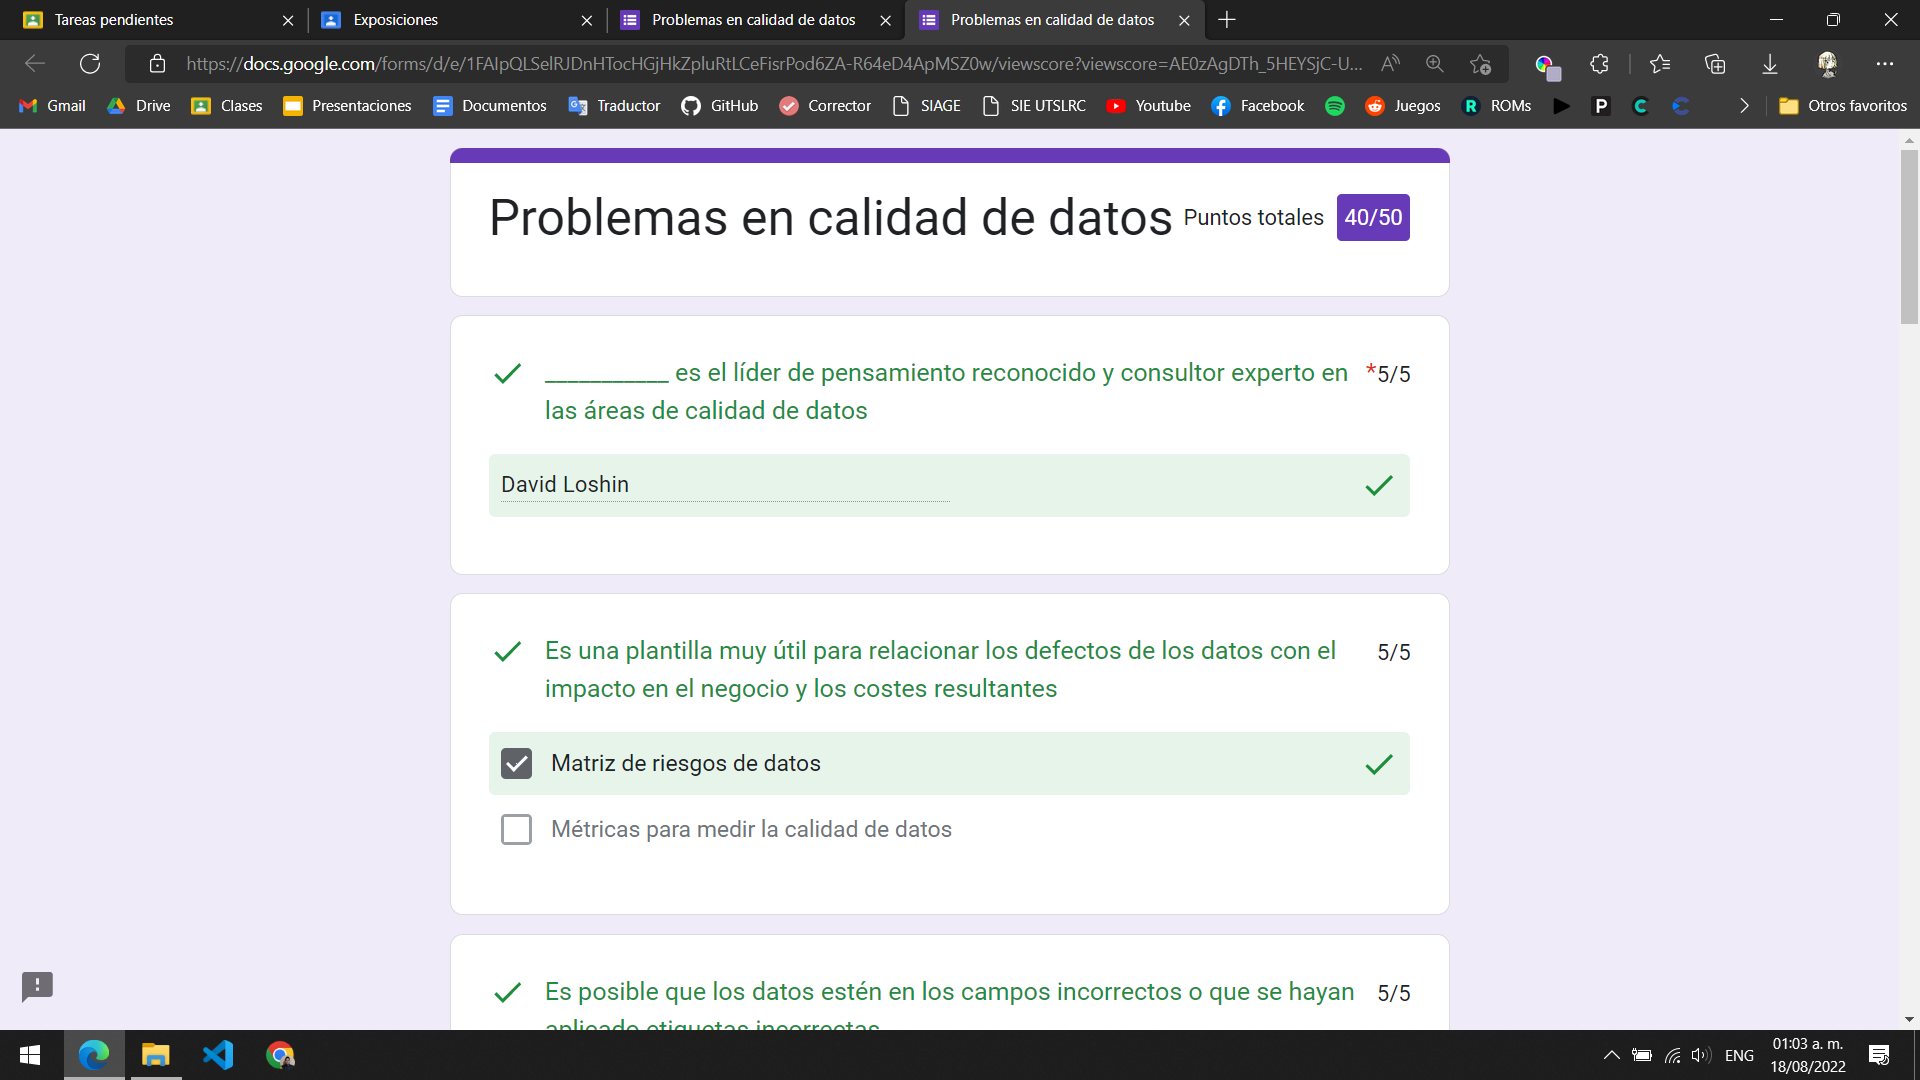 Tareas pendientes
Exposiciones
Problemas en calidad de datos
Problemas en calidad de datos
https://docs.google.com/forms/d/e/1FAIpQLSelRJDnHTocHGjHkZpluRtLCeFisrPod6ZA-R64eD4ApMSZ0w/viewscore?viewscore=AE0zAgDTh_5HEYSjC-U...
Gmail
Drive
Clases
Presentaciones
Documentos
Traductor
GitHub
Corrector
SIAGE
SIE UTSLRC
Youtube
Facebook
Juegos
ROMs
Otros favoritos
Problemas en calidad de datos
Puntos totales
40/50
___________ es el líder de pensamiento reconocido y consultor experto en
*5/5
las áreas de calidad de datos
David Loshin
Es una plantilla muy útil para relacionar los defectos de los datos con el
5/5
impacto en el negocio y los costes resultantes
Matriz de riesgos de datos
Métricas para medir la calidad de datos
Es posible que los datos estén en los campos incorrectos o que se hayan
5/5
aplicado etiquetas incorrectas
ENG
01:03 a. m.
18/08/2022